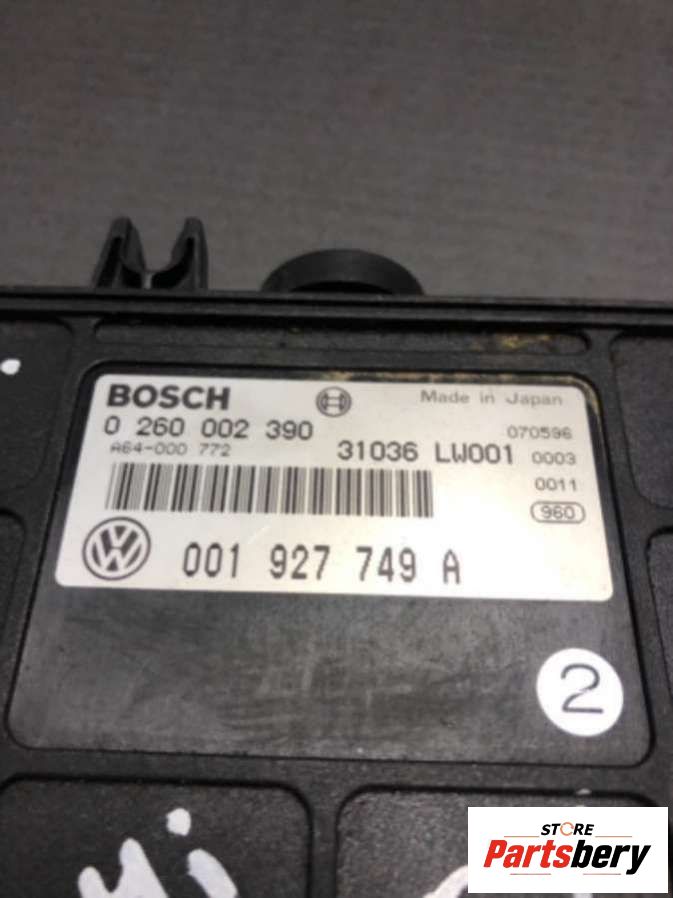 BOSCH Made in Japan
0 260 002 390 070596
A64-000 772 31036 LW001 0003
0011
960
VW 001 927 749 A
2
STORE
Partsbery